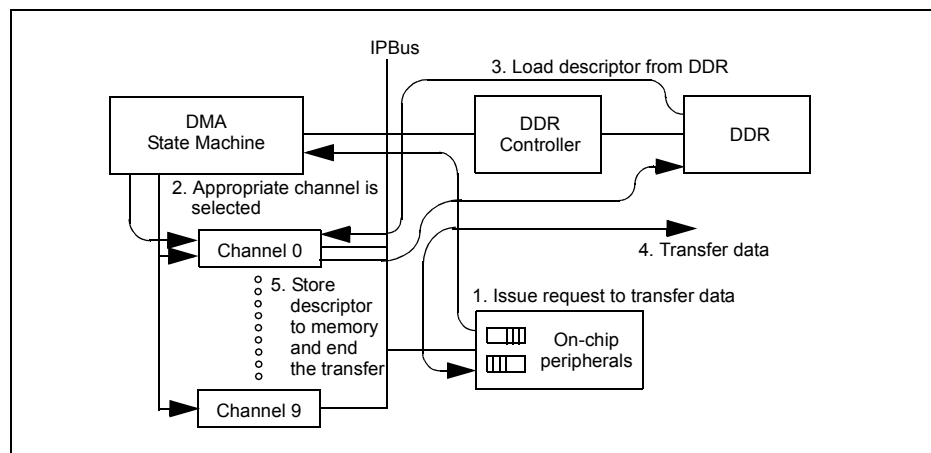 IPBus
3. Load descriptor from DDR
DMA
State Machine
DDR
Controller
DDR
2. Appropriate channel is
selected
Channel 0
4. Transfer data
5. Store
descriptor
to memory
and end
the transfer
1. Issue request to transfer data
On-chip
peripherals
Channel 9